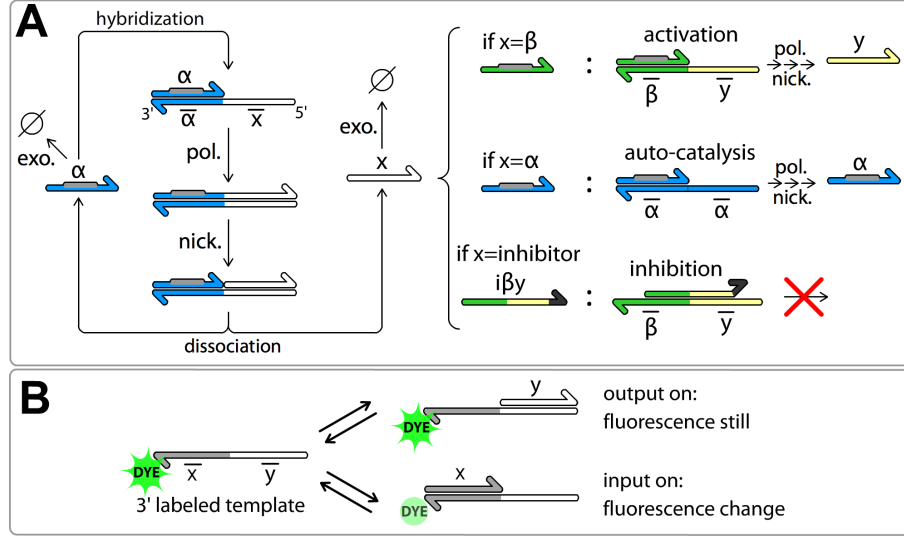 A
hybridization
α
3'
α̅
x̅
5'
∅
exo.
α
pol.
nick.
dissociation
∅
exo.
x
if x=β
:
activation
β̅
y̅
pol.
nick.
y
if x=α
:
auto-catalysis
α̅
α̅
pol.
nick.
α
if x=inhibitor
iβy
:
inhibition
β̅
y̅
B
DYE
x̅
y̅
3' labeled template
DYE
y
output on:
fluorescence still
DYE
x
input on:
fluorescence change